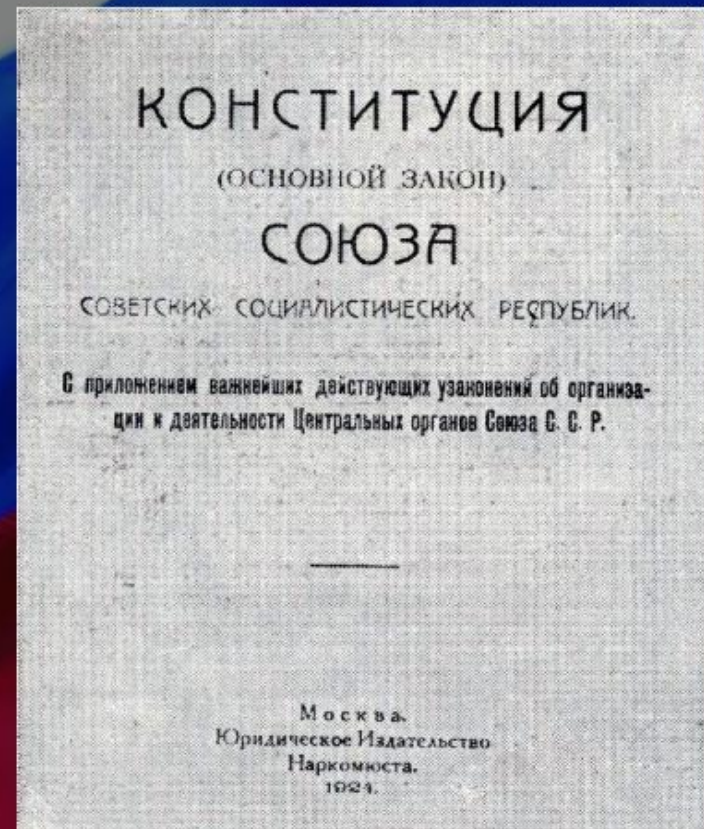 КОНСТИТУЦИЯ
(ОСНОВНОЙ ЗАКОН)
СОЮЗА
СОВЕТСКИХ СОЦИАЛИСТИЧЕСКИХ РЕСПУБЛИК.
С приложением важнейших действующих узаконений об организа-
ции и деятельности Центральных органов Союза С. С. Р.
Москва.
Юридическое Издательство
Наркомюста.
1924.